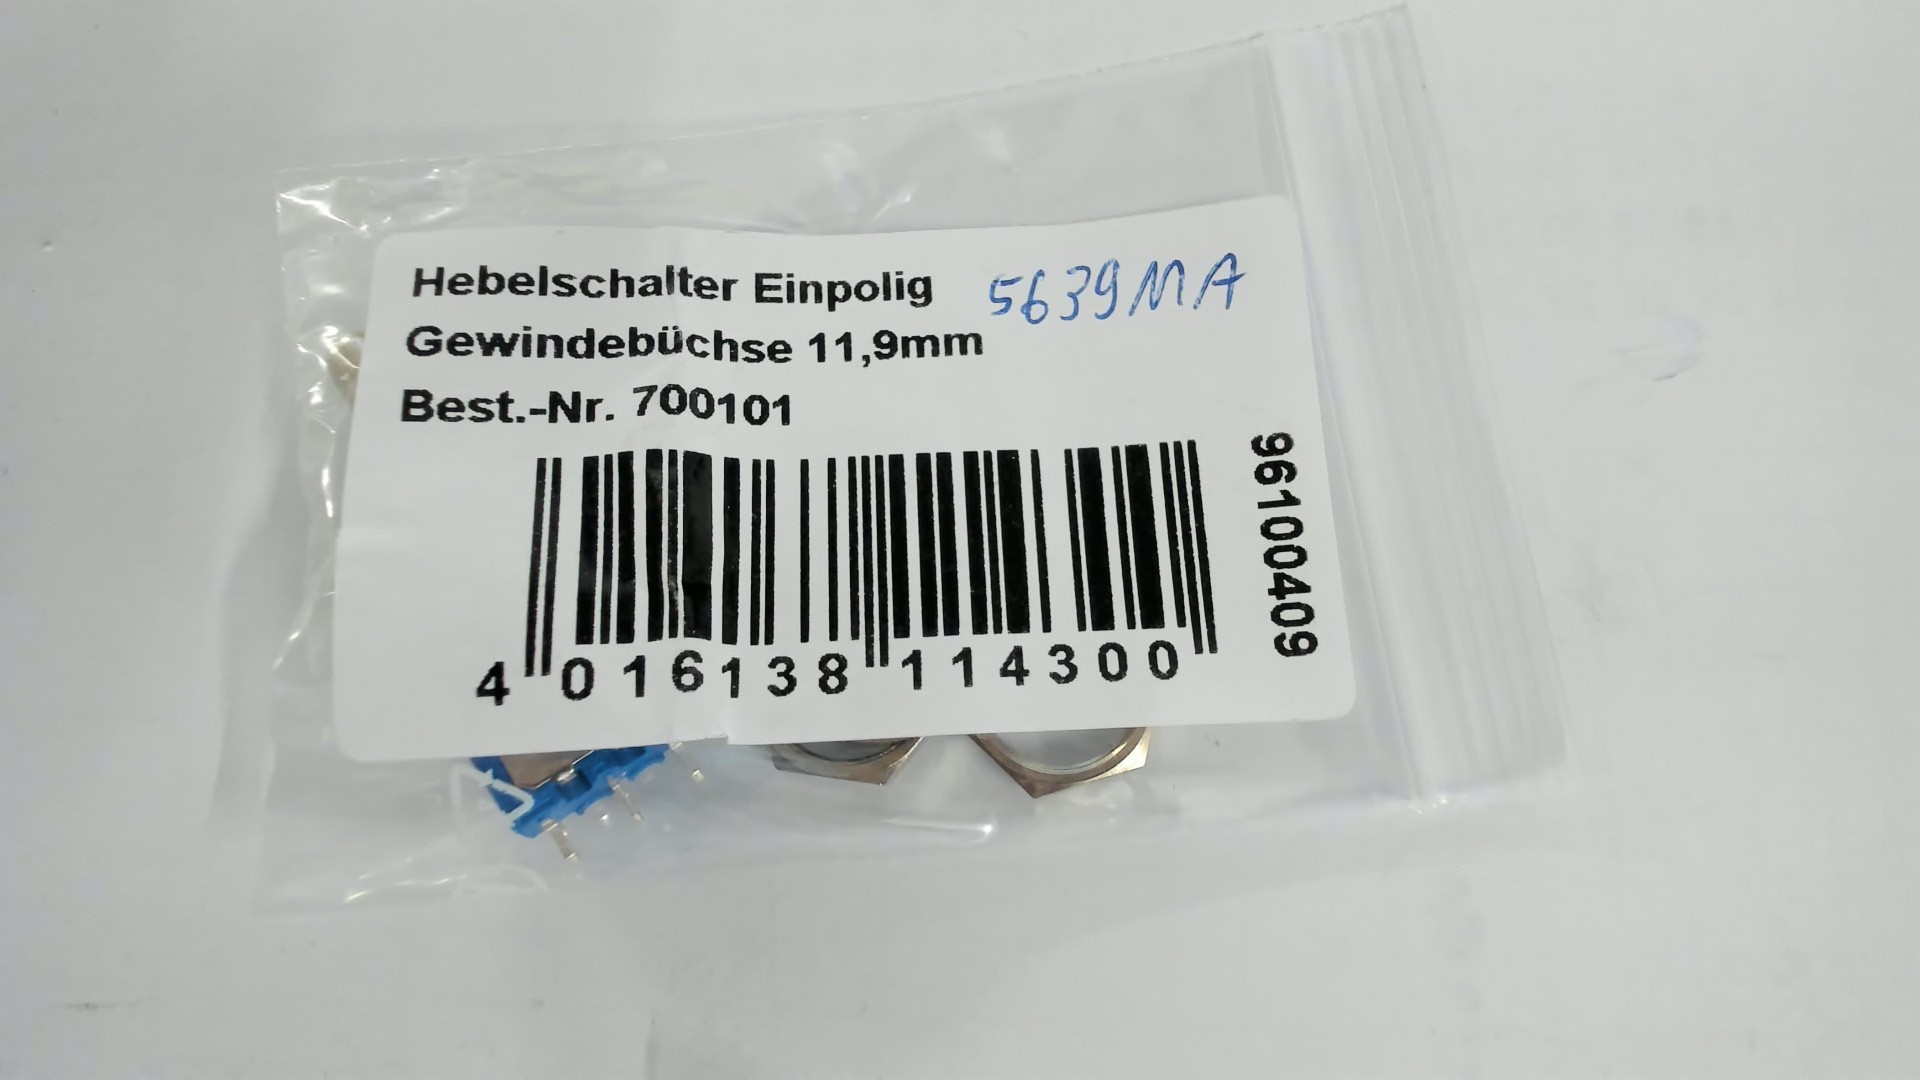 Hebelschalter Einpolig
5639MA
Gewindebüchse 11,9mm
Best.-Nr. 700101
4 016138 114300
96100409